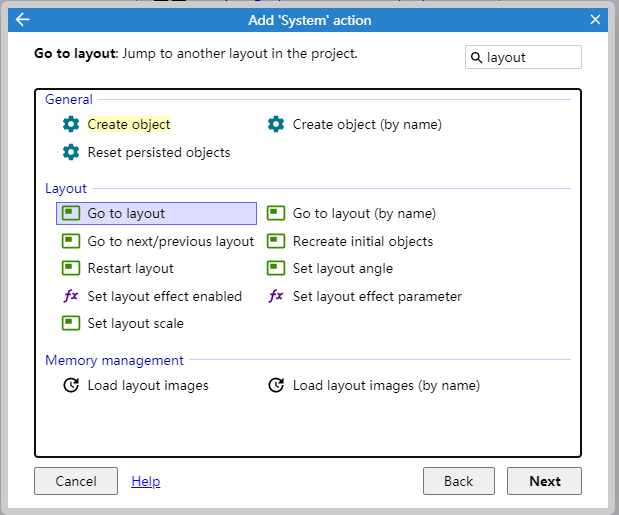 Add 'System' action
Go to layout: Jump to another layout in the project.
layout
General
Create object
Create object (by name)
Reset persisted objects
Layout
Go to layout
Go to layout (by name)
Go to next/previous layout
Recreate initial objects
Restart layout
Set layout angle
fx Set layout effect enabled
fx Set layout effect parameter
Set layout scale
Memory management
Load layout images
Load layout images (by name)
Cancel
Help
Back
Next